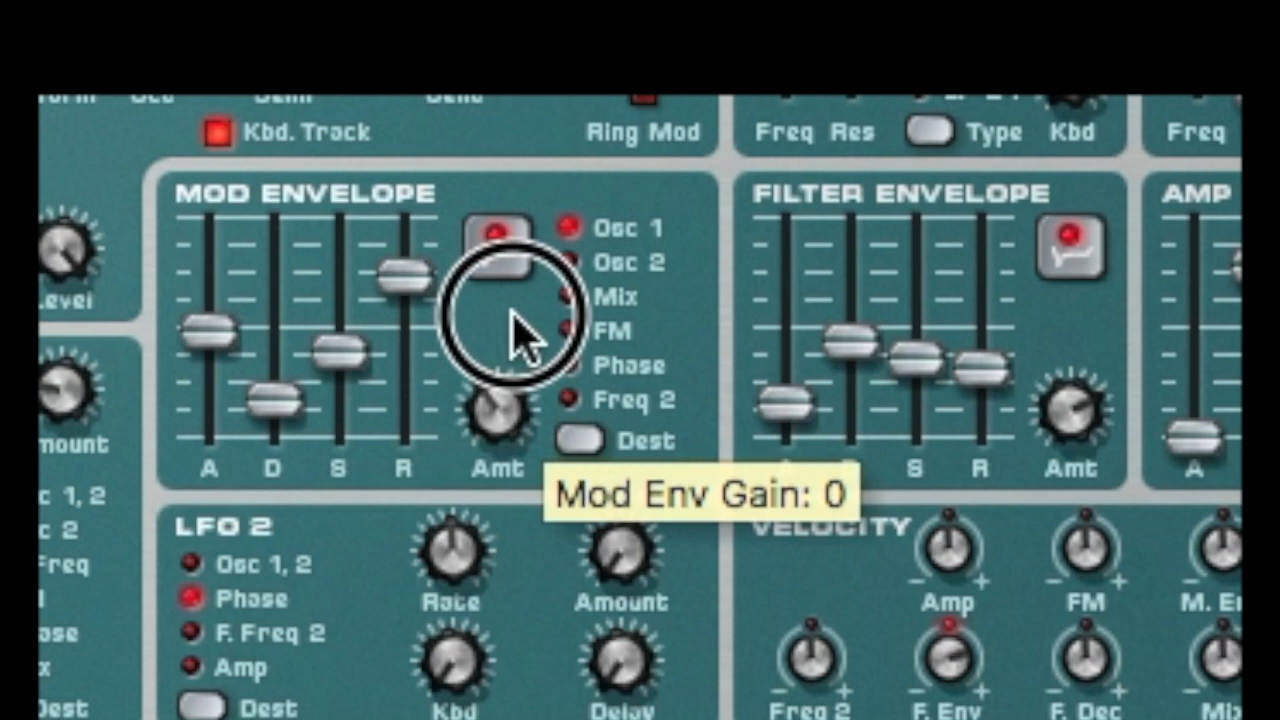 Kbd. Track
Ring Mod
Freq Res Type Kbd
Freq
MOD ENVELOPE
Osc 1
Osc 2
Mix
FM
Phase
Freq 2
Dest
A D S R Amt
FILTER ENVELOPE
S R Amt
AMP
A
Mod Env Gain: 0
LFO 2
Osc 1, 2
Phase
F. Freq 2
Amp
Dest
Rate Amount
Kbd Delay
VELOCITY
Amp FM
Freq 2 F. Env F. Dec